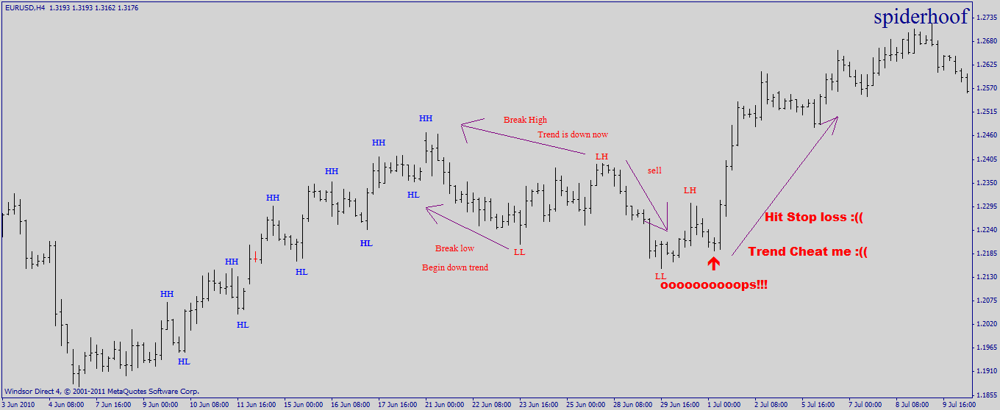 EURUSD,H4 1.3193 1.3193 1.3162 1.3176
spiderhoof
1.2735
1.2680
1.2625
1.2570
1.2515
1.2460
1.2405
1.2350
1.2295
1.2240
1.2185
1.2130
1.2075
1.2020
1.1965
1.1910
1.1855
HH
HL
HH
HL
HH
HL
HH
HL
HH
HL
HH
Break High
Trend is down now
LH
sell
LH
Break low
Begin down trend
LL
LL
Hit Stop loss :((
Trend Cheat me :((
oooooooooops!!!
Windsor Direct 4, © 2001-2011 MetaQuotes Software Corp.
3 Jun 2010
4 Jun 08:00
7 Jun 16:00
9 Jun 00:00
10 Jun 08:00
11 Jun 16:00
15 Jun 00:00
16 Jun 08:00
17 Jun 16:00
21 Jun 00:00
22 Jun 08:00
23 Jun 16:00
25 Jun 00:00
28 Jun 08:00
29 Jun 16:00
1 Jul 00:00
2 Jul 08:00
5 Jul 16:00
7 Jul 00:00
8 Jul 08:00
9 Jul 16:00